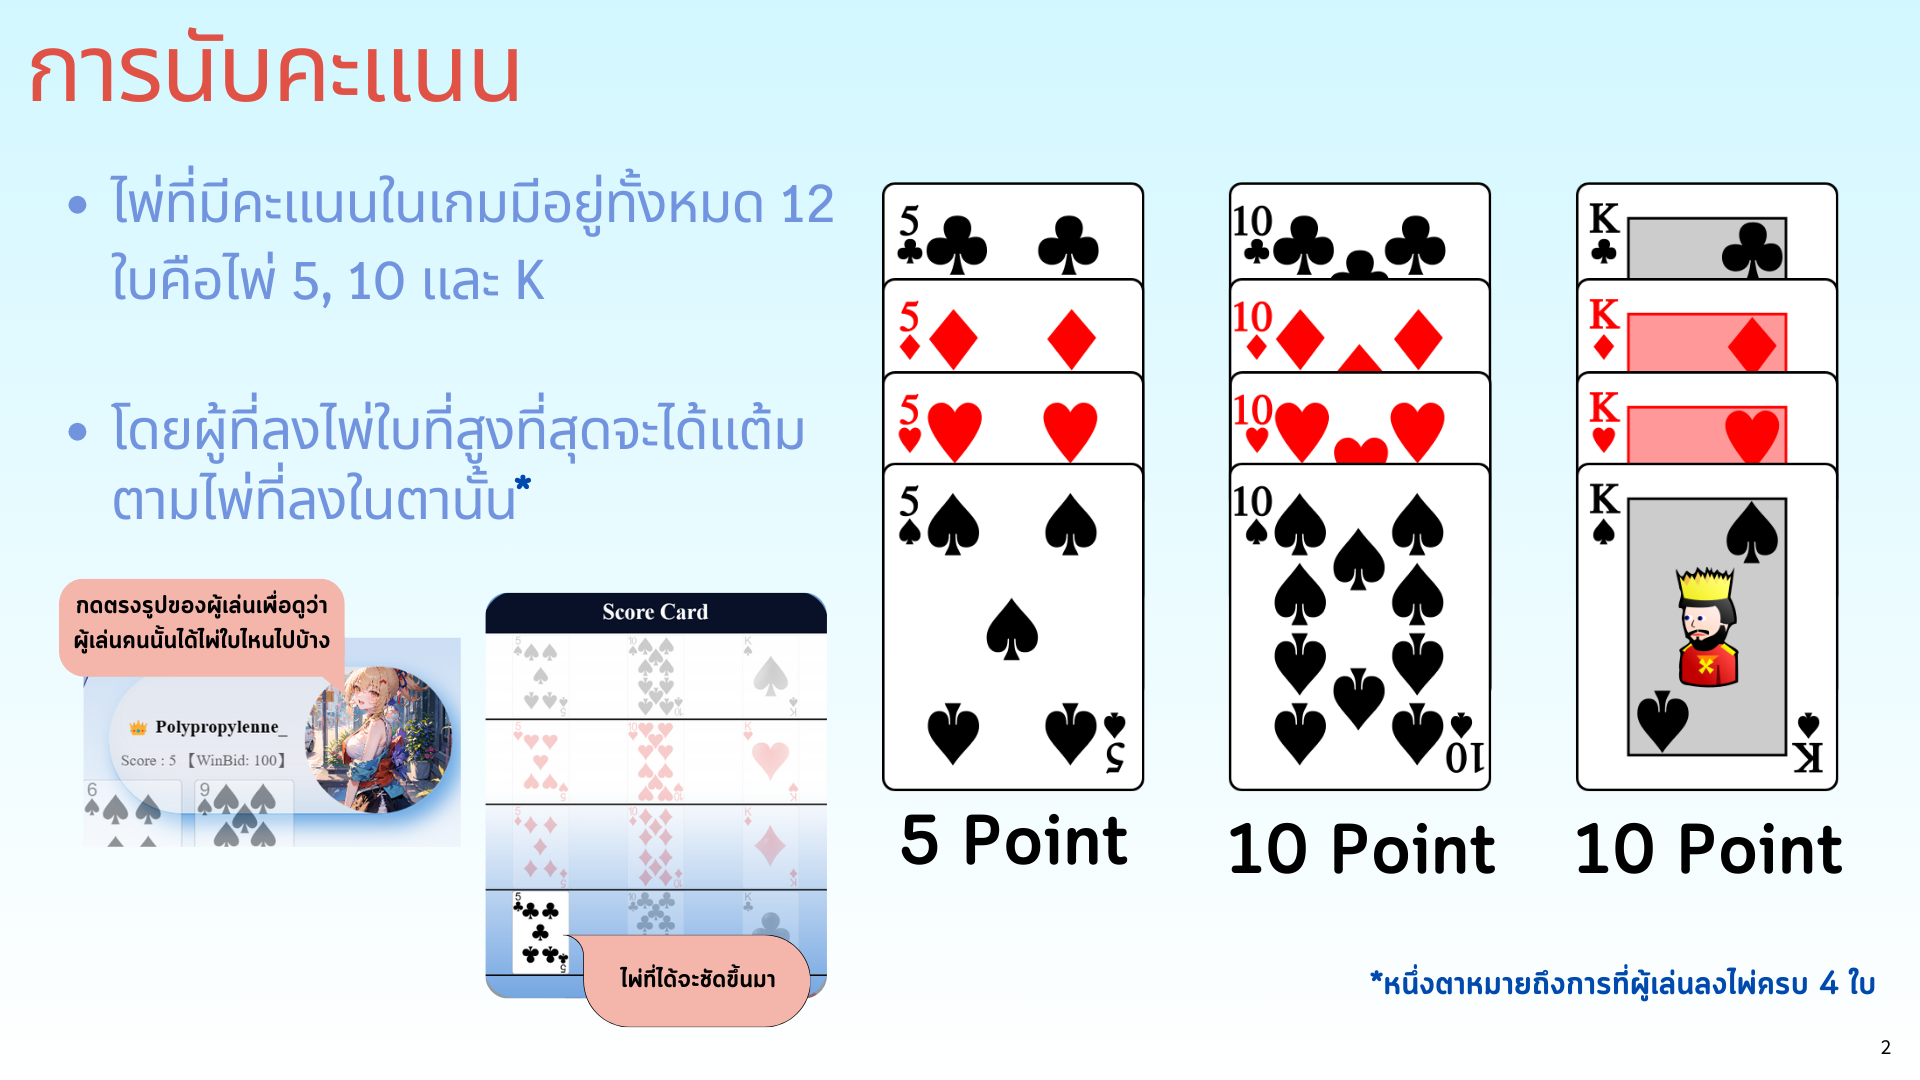 การนับคะแนน
• ไพ่ที่มีคะแนนในเกมมีอยู่ทั้งหมด 12
ใบคือไพ่ 5, 10 และ K
• โดยผู้ที่ลงไพ่ใบที่สูงที่สุดจะได้แต้ม
ตามไพ่ที่ลงในตานั้น*
กดตรงรูปของผู้เล่นเพื่อดูว่า
ผู้เล่นคนนั้นได้ไพ่ใบไหนไปบ้าง
Polypropylenne_
Score : 5 【WinBid: 100】
6
9
Score Card
5 10 K
5 10 K
5 10 K
5 10 K
ไพ่ที่ได้จะชัดขึ้นมา
5 10 K
5 10 K
5 10 K
5 10 K
5 10 K
5 Point
10 Point
10 Point
*หนึ่งตาหมายถึงการที่ผู้เล่นลงไพ่ครบ 4 ใบ
2